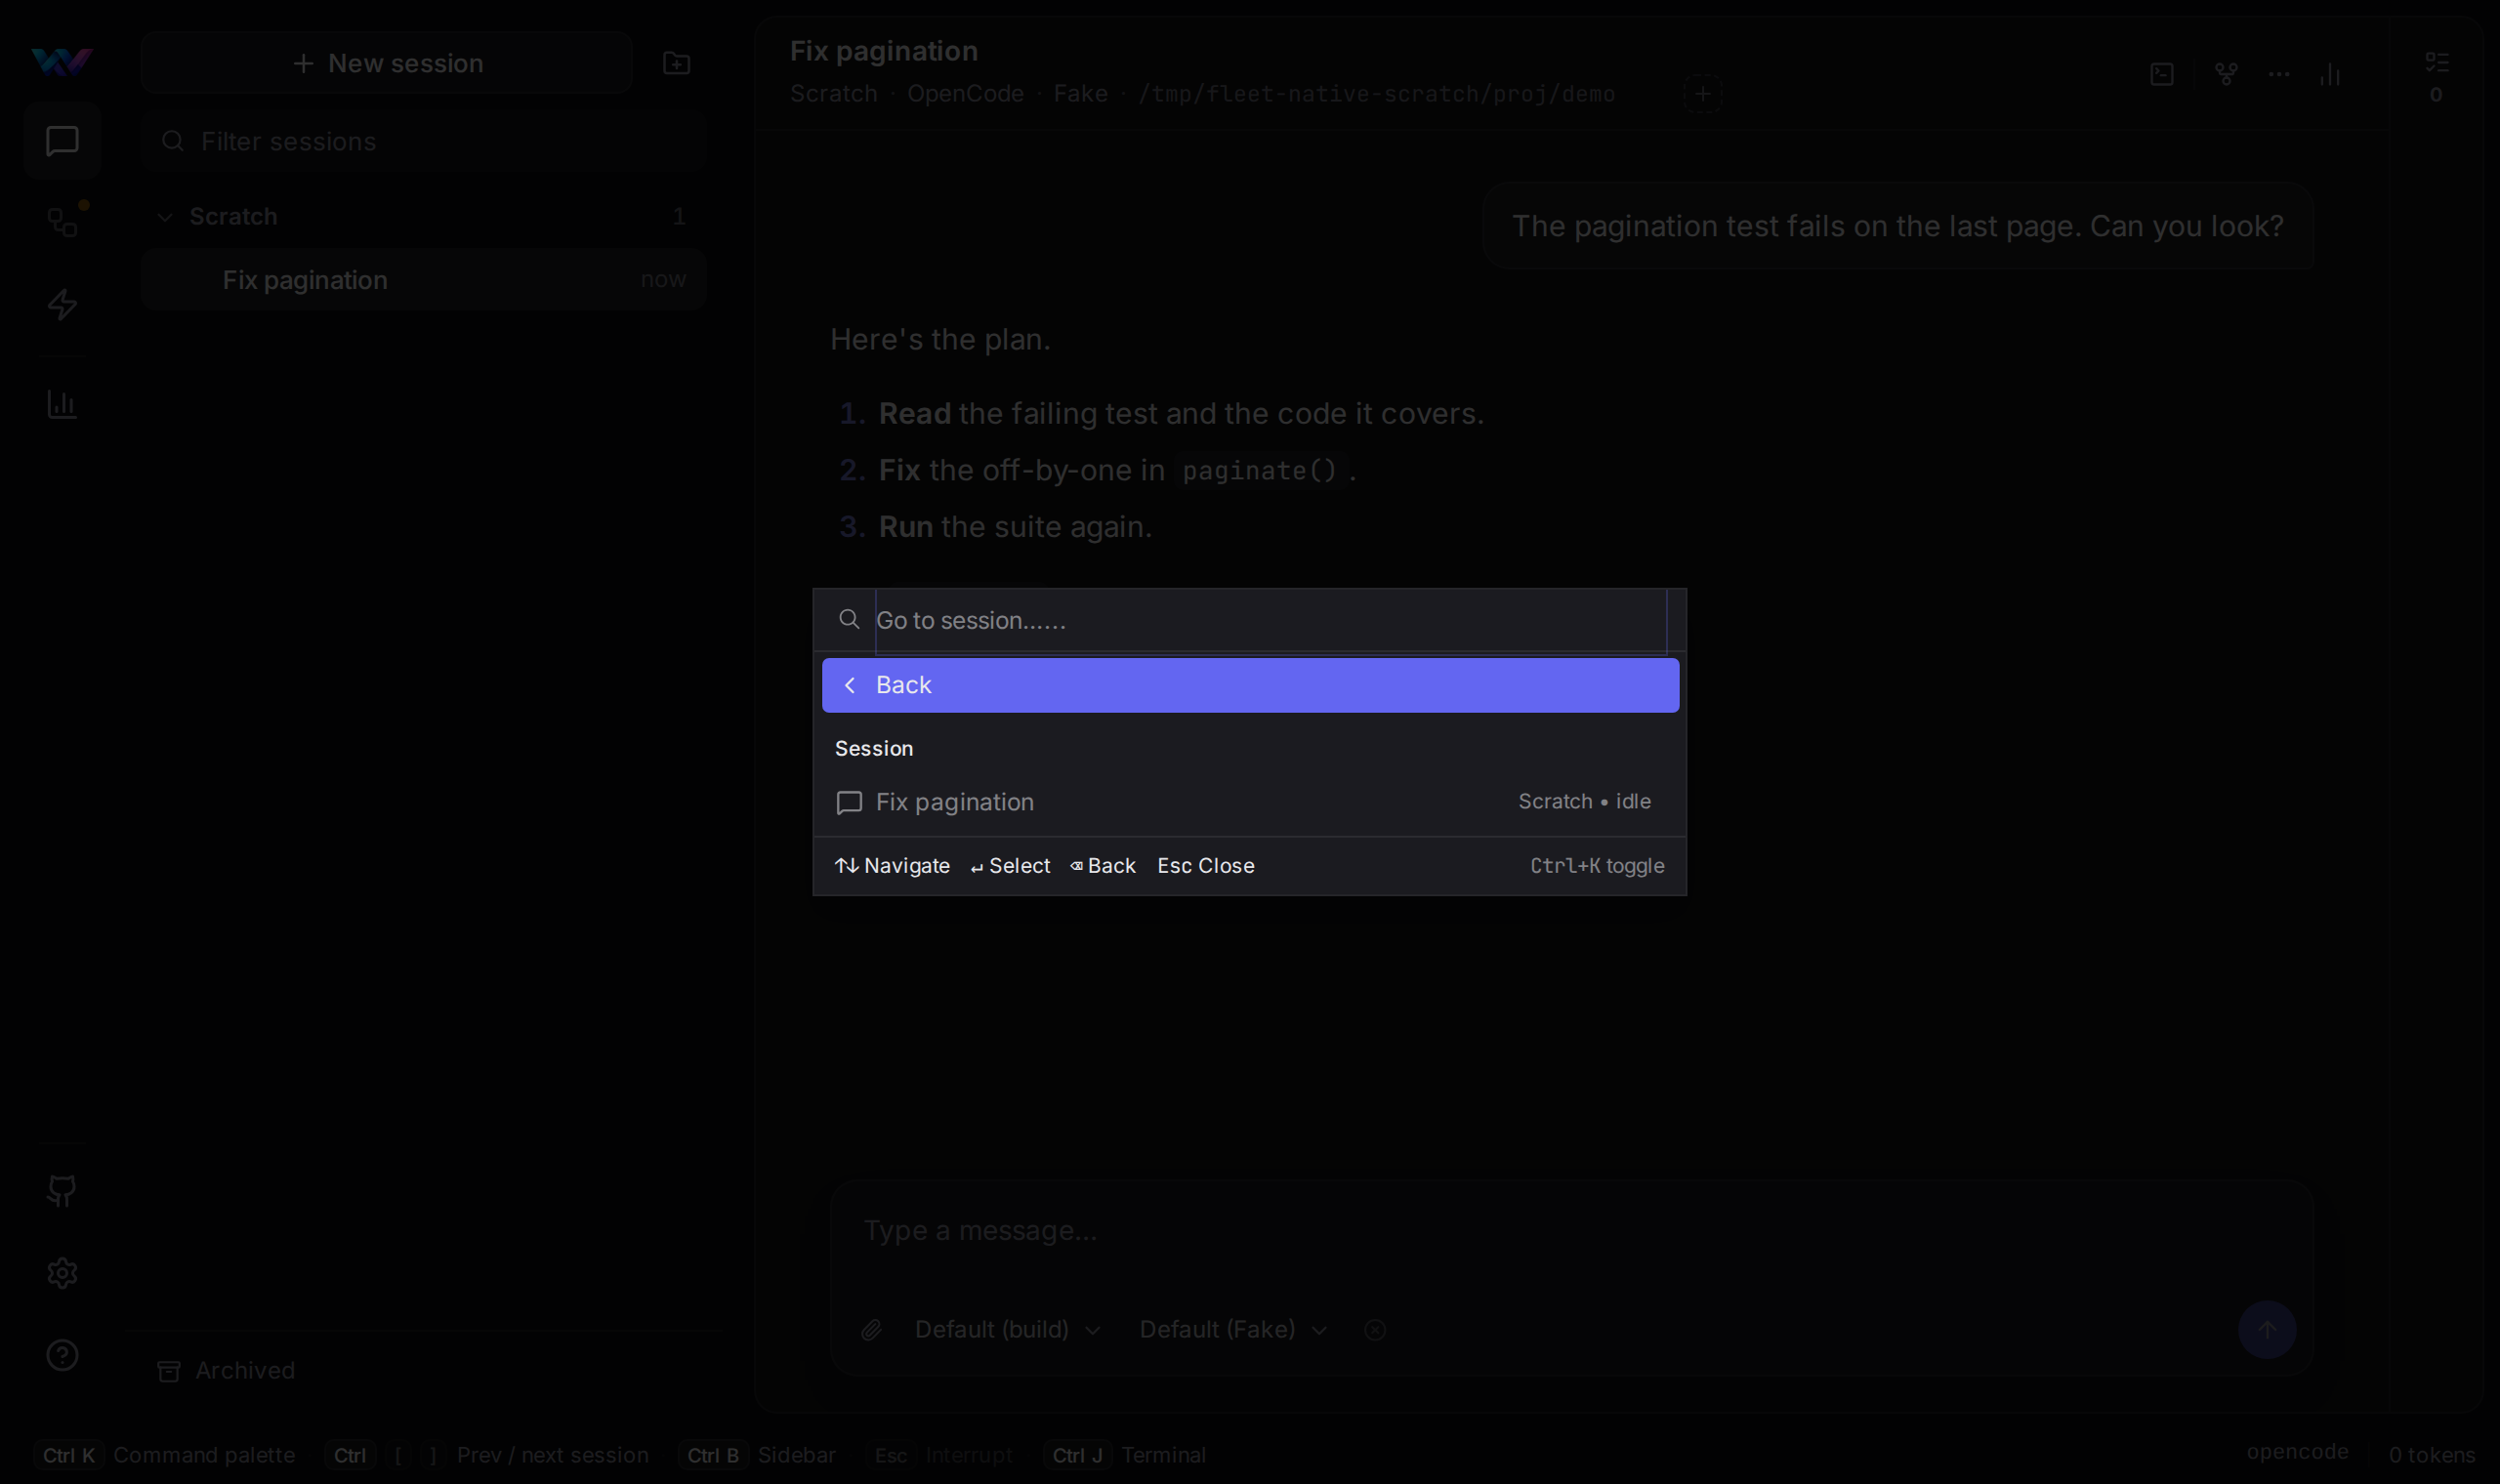 New session
Filter sessions
Scratch 1
Fix pagination now
Archived
Fix pagination
Scratch · OpenCode · Fake · /tmp/fleet-native-scratch/proj/demo
0
The pagination test fails on the last page. Can you look?
Here's the plan.
1. Read the failing test and the code it covers.
2. Fix the off-by-one in paginate() .
3. Run the suite again.
Go to session......
Back
Session
Fix pagination Scratch • idle
↑↓ Navigate ↵ Select ⌫ Back Esc Close Ctrl+K toggle
Type a message...
Default (build) Default (Fake)
Ctrl K Command palette Ctrl [ ] Prev / next session Ctrl B Sidebar Esc Interrupt Ctrl J Terminal opencode 0 tokens